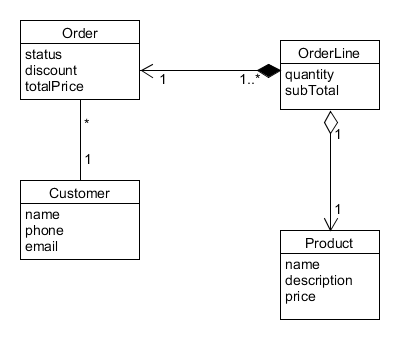 Order
status
discount
totalPrice
OrderLine
quantity
subTotal
1
1..*
*
1
1
1
Customer
name
phone
email
Product
name
description
price